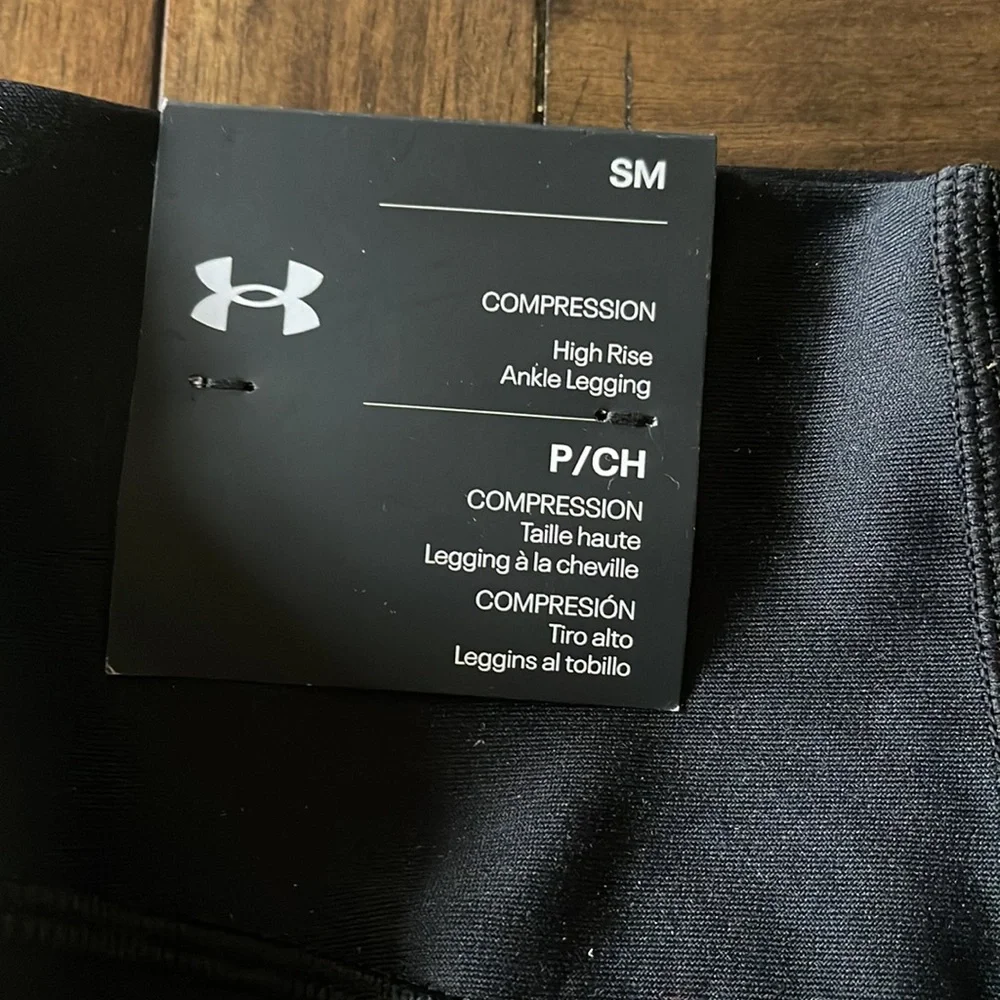 SM
COMPRESSION
High Rise
Ankle Legging
P/CH
COMPRESSION
Taille haute
Legging à la cheville
COMPRESIÓN
Tiro alto
Leggins al tobillo